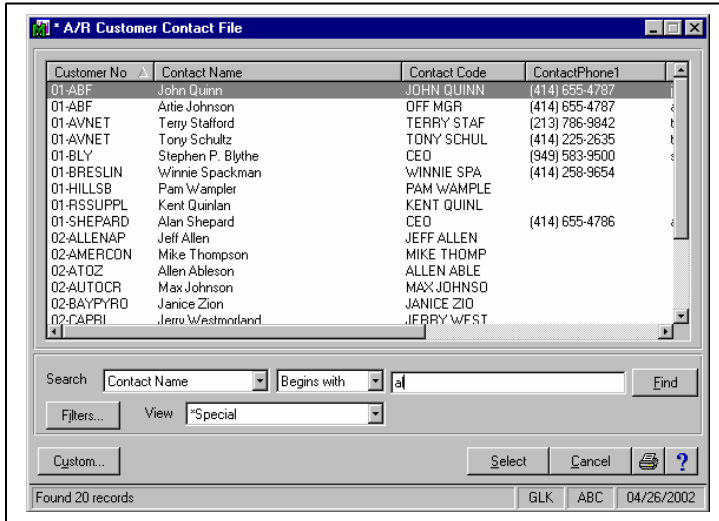 * A/R Customer Contact File
Customer No Contact Name Contact Code ContactPhone1
01-ABF John Quinn JOHN QUINN (414) 655-4787
01-ABF Artie Johnson OFF MGR (414) 655-4787
01-AVNET Terry Stafford TERRY STAF (213) 786-9842
01-AVNET Tony Schultz TONY SCHUL (414) 225-2635
01-BLY Stephen P. Blythe CEO (949) 583-9500
01-BRESLIN Winnie Spackman WINNIE SPA (414) 258-9654
01-HILLSB Pam Wampler PAM WAMPLE
01-RSSUPPL Kent Quinlan KENT QUINL
01-SHEPARD Alan Shepard CEO (414) 655-4786
02-ALLENAP Jeff Allen JEFF ALLEN
02-AMERCON Mike Thompson MIKE THOMP
02-ATOZ Allen Ableson ALLEN ABLE
02-AUTOCR Max Johnson MAX JOHNSO
02-BAYPYRO Janice Zion JANICE ZIO
02-CAPRI Jerry Westmorland JERRY WEST
Search Contact Name Begins with al Find
Filters... View *Special
Custom... Select Cancel ?
Found 20 records GLK ABC 04/26/2002